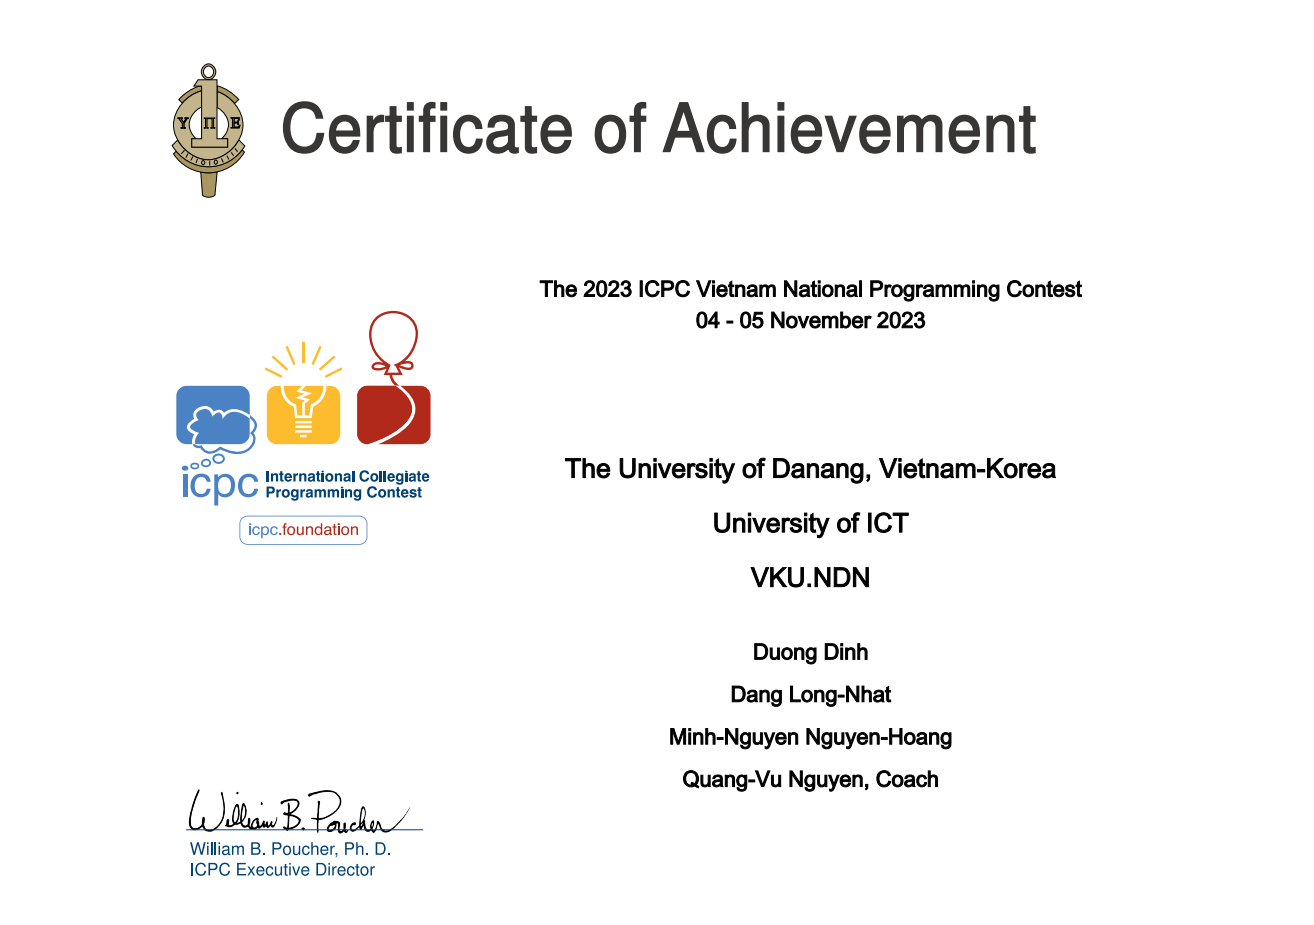 Υ Π Ε
111101011111
Certificate of Achievement
The 2023 ICPC Vietnam National Programming Contest
04 - 05 November 2023
icpc International Collegiate
Programming Contest
icpc.foundation
The University of Danang, Vietnam-Korea
University of ICT
VKU.NDN
Duong Dinh
Dang Long-Nhat
Minh-Nguyen Nguyen-Hoang
Quang-Vu Nguyen, Coach
William B. Poucher
William B. Poucher, Ph. D.
ICPC Executive Director